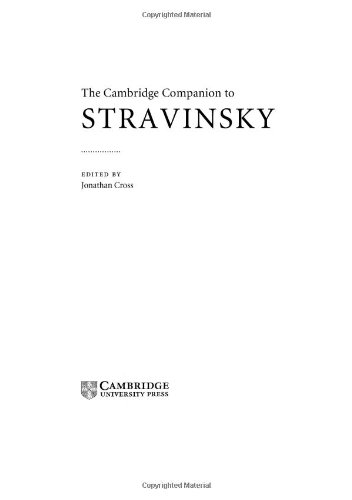 Copyrighted Material
The Cambridge Companion to
STRAVINSKY
...................
EDITED BY
Jonathan Cross
CAMBRIDGE
UNIVERSITY PRESS
Copyrighted Material